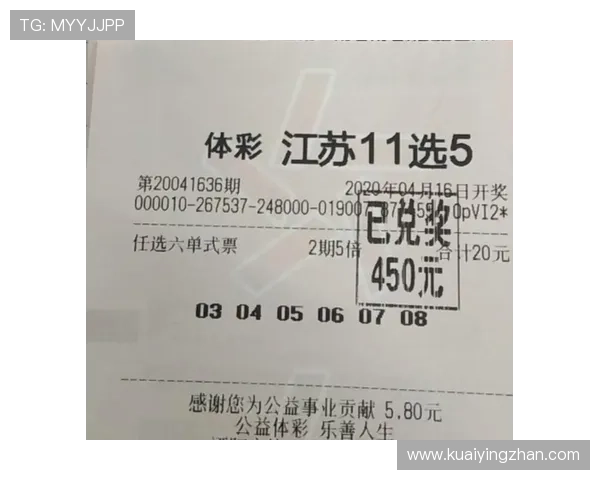 TG: MYYJJPP
体彩 江苏11选5
第20041636期 2020年04月16日开奖
000010-267537-248000-019007 0pVI2*
已兑奖
任选六单式票 2期5倍 合计20元
450元
03 04 05 06 07 08
感谢您为公益事业贡献 5.80元
公益体彩 乐善人生
www.kuaiyingzhan.com